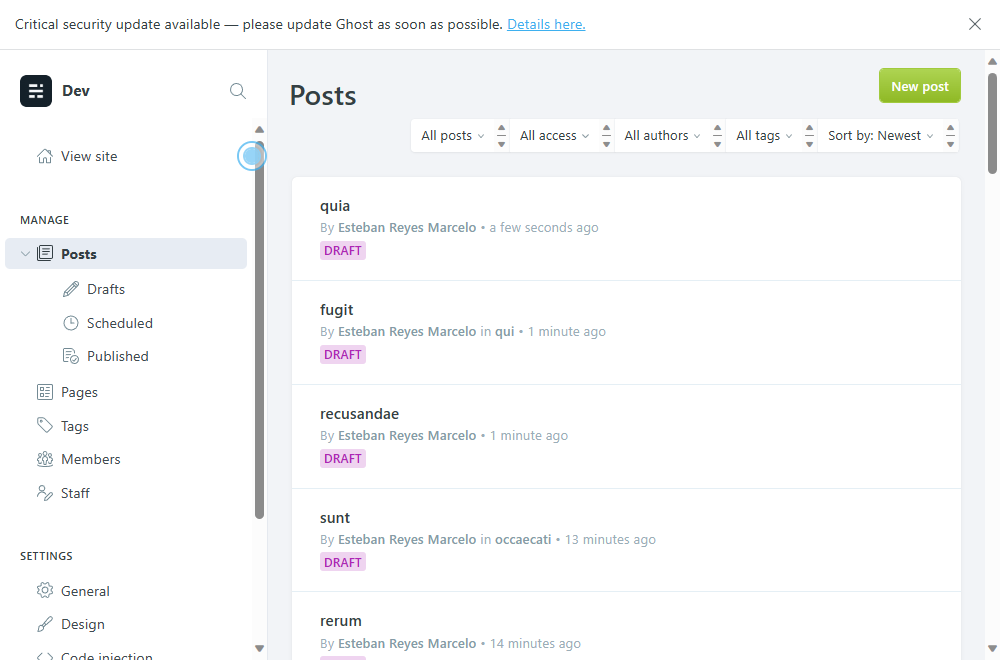 Critical security update available — please update Ghost as soon as possible. Details here.
Dev
View site
MANAGE
Posts
Drafts
Scheduled
Published
Pages
Tags
Members
Staff
SETTINGS
General
Design
Code injection
Posts
New post
All posts
All access
All authors
All tags
Sort by: Newest
quia
By Esteban Reyes Marcelo • a few seconds ago
DRAFT
fugit
By Esteban Reyes Marcelo in qui • 1 minute ago
DRAFT
recusandae
By Esteban Reyes Marcelo • 1 minute ago
DRAFT
sunt
By Esteban Reyes Marcelo in occaecati • 13 minutes ago
DRAFT
rerum
By Esteban Reyes Marcelo • 14 minutes ago